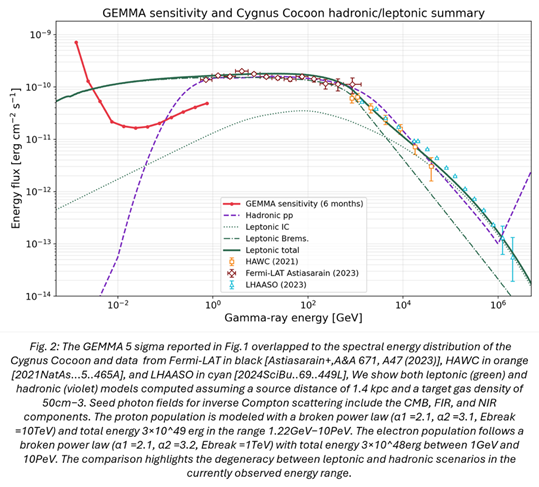 GEMMA sensitivity and Cygnus Cocoon hadronic/leptonic summary
10⁻⁹
10⁻¹⁰
10⁻¹¹
10⁻¹²
10⁻¹³
10⁻¹⁴
Energy flux [erg cm⁻² s⁻¹]
GEMMA sensitivity (6 months)
Hadronic pp
Leptonic IC
Leptonic Brems.
Leptonic total
HAWC (2021)
Fermi-LAT Astiasarain (2023)
LHAASO (2023)
10⁻² 10⁰ 10² 10⁴ 10⁶
Gamma-ray energy [GeV]
Fig. 2: The GEMMA 5 sigma reported in Fig.1 overlapped to the spectral energy distribution of the
Cygnus Cocoon and data from Fermi-LAT in black [Astiasarain+,A&A 671, A47 (2023)], HAWC in orange
[2021NatAs...5..465A], and LHAASO in cyan [2024SciBu..69..449L], We show both leptonic (green) and
hadronic (violet) models computed assuming a source distance of 1.4 kpc and a target gas density of
50cm−3. Seed photon fields for inverse Compton scattering include the CMB, FIR, and NIR
components. The proton population is modeled with a broken power law (α1 =2.1, α2 =3.1, Ebreak
=10TeV) and total energy 3×10^49 erg in the range 1.22GeV–10PeV. The electron population follows a
broken power law (α1 =2.1, α2 =3.2, Ebreak =1TeV) with total energy 3×10^48erg between 1GeV and
10PeV. The comparison highlights the degeneracy between leptonic and hadronic scenarios in the
currently observed energy range.